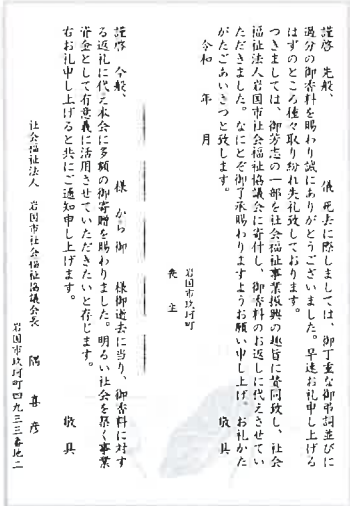 謹啓　先般、　　　　　儀　死去に際しましては、御丁重な御弔詞並びに
過分の御香料を賜わり誠にありがとうございました。早速お礼申し上げる
はずのところ種々取り紛れ失礼致しております。
つきましては、御芳志の一部を社会福祉事業振興の趣旨に賛同致し、社会
福祉法人岩国市社会福祉協議会に寄付し、御香料のお返しに代えさせてい
ただきました。なにとぞ御了承賜わりますようお願い申し上げ、お礼かた
がたごあいさつと致します。　　　　　敬　具
令和　　年　　月
岩国市玖珂町
喪　主
謹啓　今般、　　　　様　から御　　様御逝去に当り、御香料に対す
る返礼に代え本会に多額の御寄贈を賜わりました。明るい社会を築く事業
資金として有意義に活用させていただきたいと存じます。
右お礼申し上げると共にご通知申し上げます。　　　　　敬　具
社会福祉法人　岩国市社会福祉協議会長　隅　喜　彦
岩国市玖珂町四九三三番地二